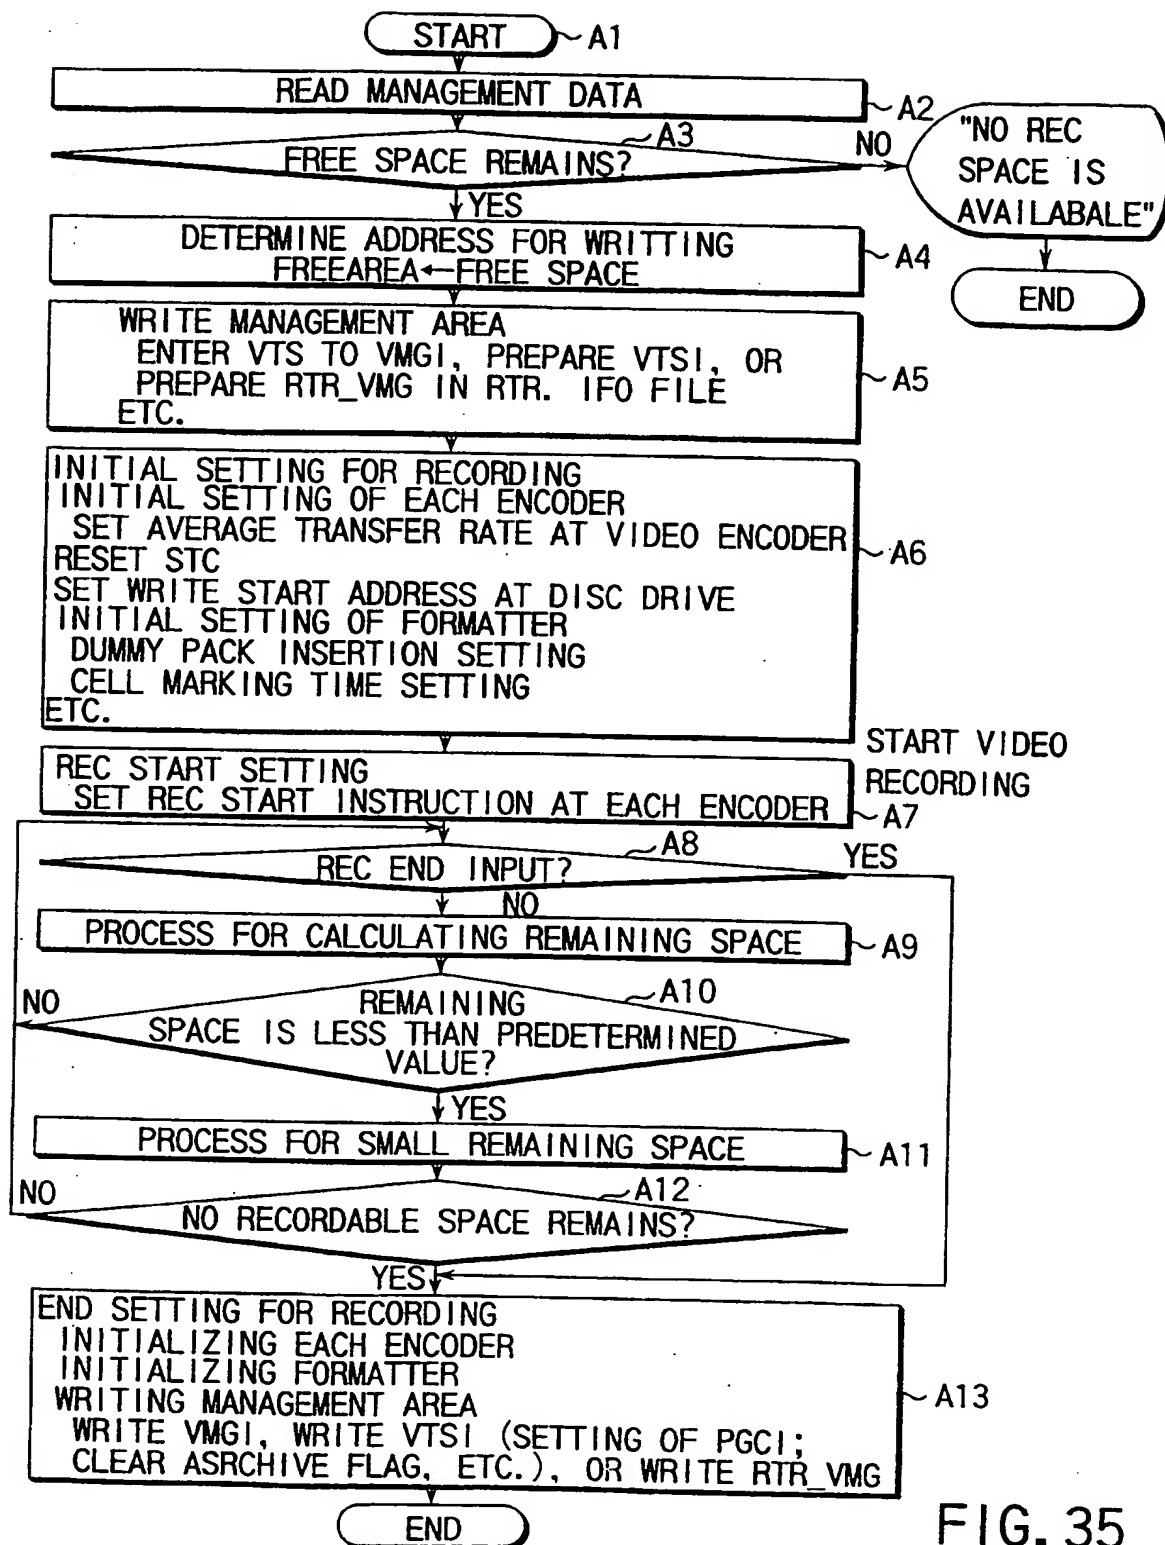 START
A1
READ MANAGEMENT DATA
A2
A3
FREE SPACE REMAINS?
NO
"NO REC
SPACE IS
AVAILABALE"
END
YES
DETERMINE ADDRESS FOR WRITTING
FREEAREA←FREE SPACE
A4
WRITE MANAGEMENT AREA
ENTER VTS TO VMGI, PREPARE VTSI, OR
PREPARE RTR_VMG IN RTR. IFO FILE
ETC.
A5
INITIAL SETTING FOR RECORDING
INITIAL SETTING OF EACH ENCODER
SET AVERAGE TRANSFER RATE AT VIDEO ENCODER
RESET STC
SET WRITE START ADDRESS AT DISC DRIVE
INITIAL SETTING OF FORMATTER
DUMMY PACK INSERTION SETTING
CELL MARKING TIME SETTING
ETC.
A6
START VIDEO
RECORDING
REC START SETTING
SET REC START INSTRUCTION AT EACH ENCODER
A7
A8
REC END INPUT?
YES
NO
PROCESS FOR CALCULATING REMAINING SPACE
A9
A10
NO
REMAINING
SPACE IS LESS THAN PREDETERMINED
VALUE?
YES
PROCESS FOR SMALL REMAINING SPACE
A11
A12
NO
NO RECORDABLE SPACE REMAINS?
YES
END SETTING FOR RECORDING
INITIALIZING EACH ENCODER
INITIALIZING FORMATTER
WRITING MANAGEMENT AREA
WRITE VMGI, WRITE VTSI (SETTING OF PGCI;
CLEAR ASRCHIVE FLAG, ETC.), OR WRITE RTR_VMG
A13
END
FIG. 35